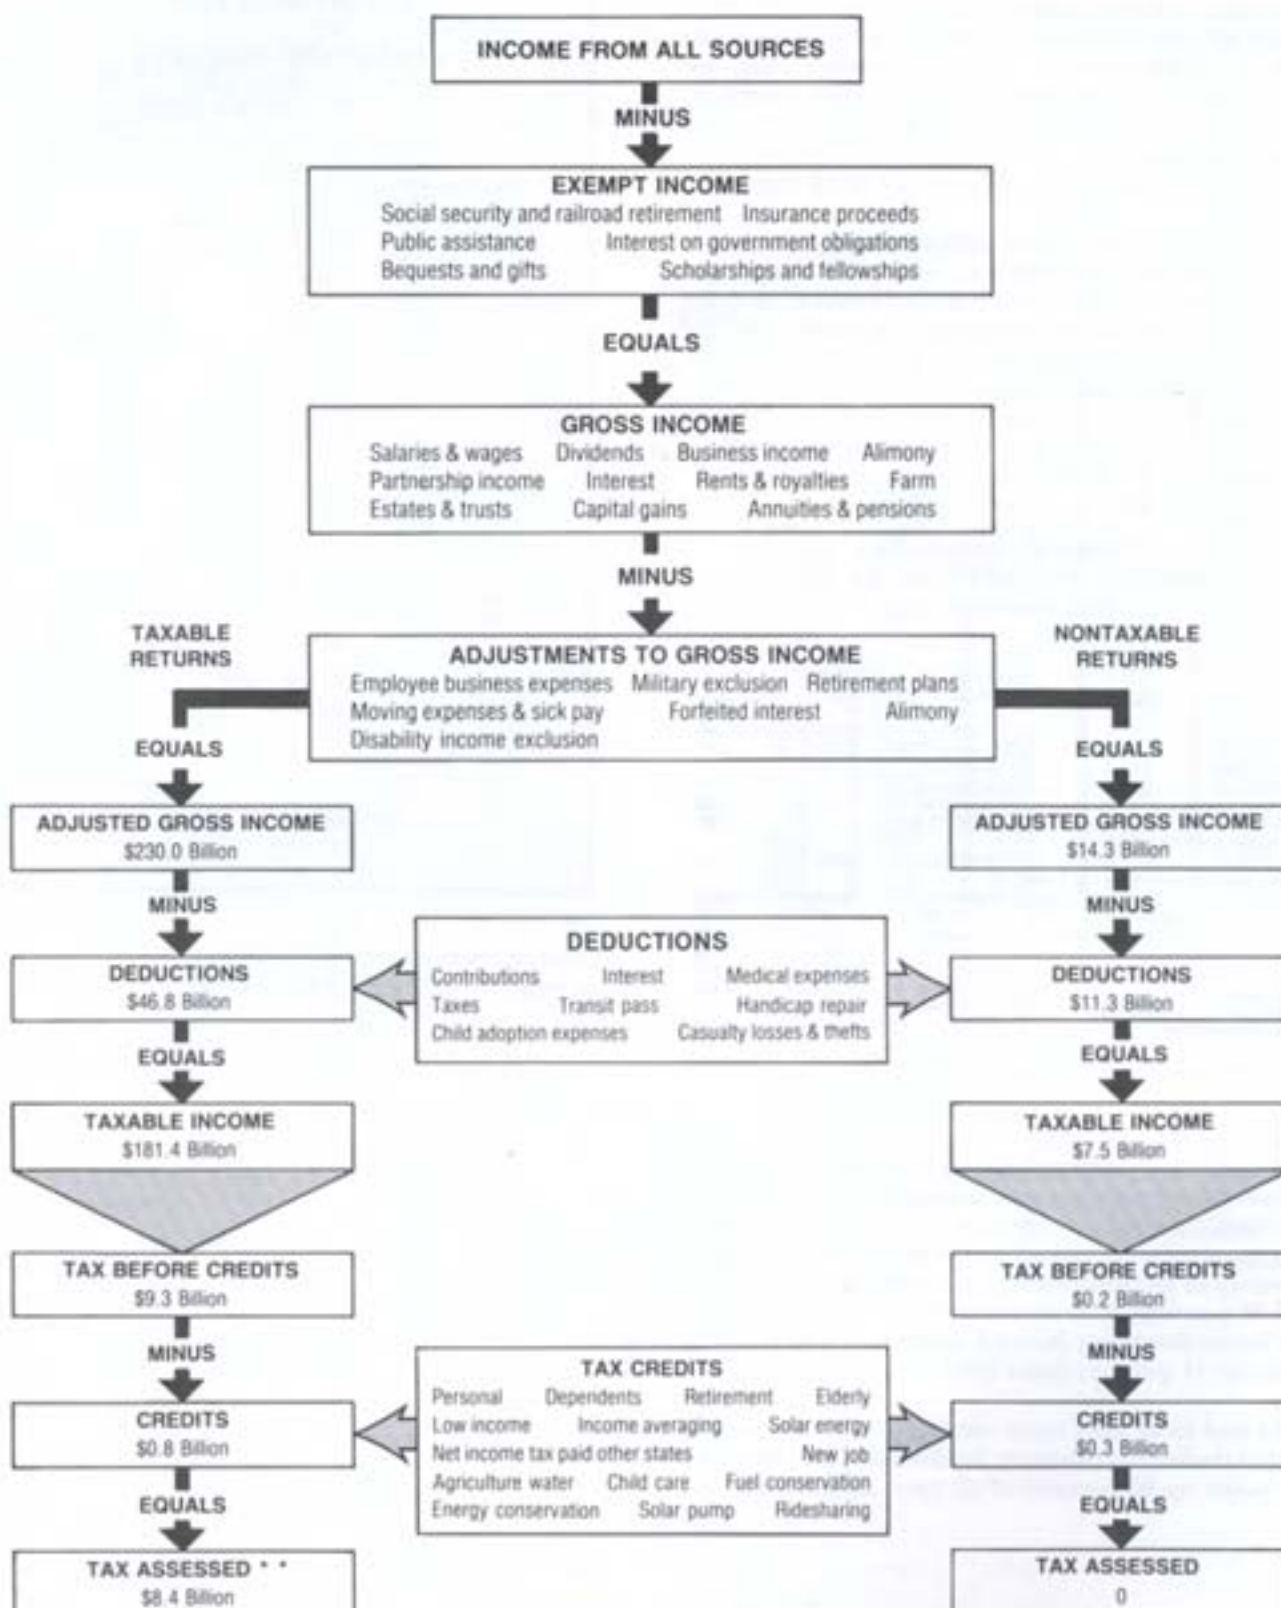 INCOME FROM ALL SOURCES
MINUS
EXEMPT INCOME
Social security and railroad retirement Insurance proceeds
Public assistance Interest on government obligations
Bequests and gifts Scholarships and fellowships
EQUALS
GROSS INCOME
Salaries & wages Dividends Business income Alimony
Partnership income Interest Rents & royalties Farm
Estates & trusts Capital gains Annuities & pensions
MINUS
TAXABLE
RETURNS
ADJUSTMENTS TO GROSS INCOME
Employee business expenses Military exclusion Retirement plans
Moving expenses & sick pay Forfeited interest Alimony
Disability income exclusion
NONTAXABLE
RETURNS
EQUALS
ADJUSTED GROSS INCOME
$230.0 Billion
MINUS
DEDUCTIONS
$46.8 Billion
EQUALS
TAXABLE INCOME
$181.4 Billion
TAX BEFORE CREDITS
$9.3 Billion
MINUS
CREDITS
$0.8 Billion
EQUALS
TAX ASSESSED * *
$8.4 Billion
DEDUCTIONS
Contributions Interest Medical expenses
Taxes Transit pass Handicap repair
Child adoption expenses Casualty losses & thefts
TAX CREDITS
Personal Dependents Retirement Elderly
Low income Income averaging Solar energy
Net income tax paid other states New job
Agriculture water Child care Fuel conservation
Energy conservation Solar pump Ridesharing
EQUALS
ADJUSTED GROSS INCOME
$14.3 Billion
MINUS
DEDUCTIONS
$11.3 Billion
EQUALS
TAXABLE INCOME
$7.5 Billion
TAX BEFORE CREDITS
$0.2 Billion
MINUS
CREDITS
$0.3 Billion
EQUALS
TAX ASSESSED
0